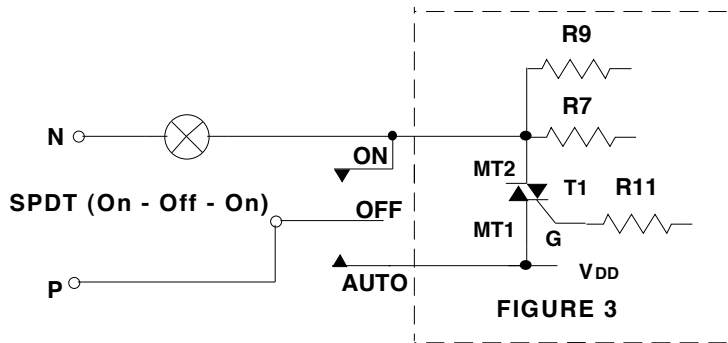 R9
R7
N
ON
MT2
T1
R11
SPDT (On - Off - On)
OFF
MT1
G
P
AUTO
VDD
FIGURE 3